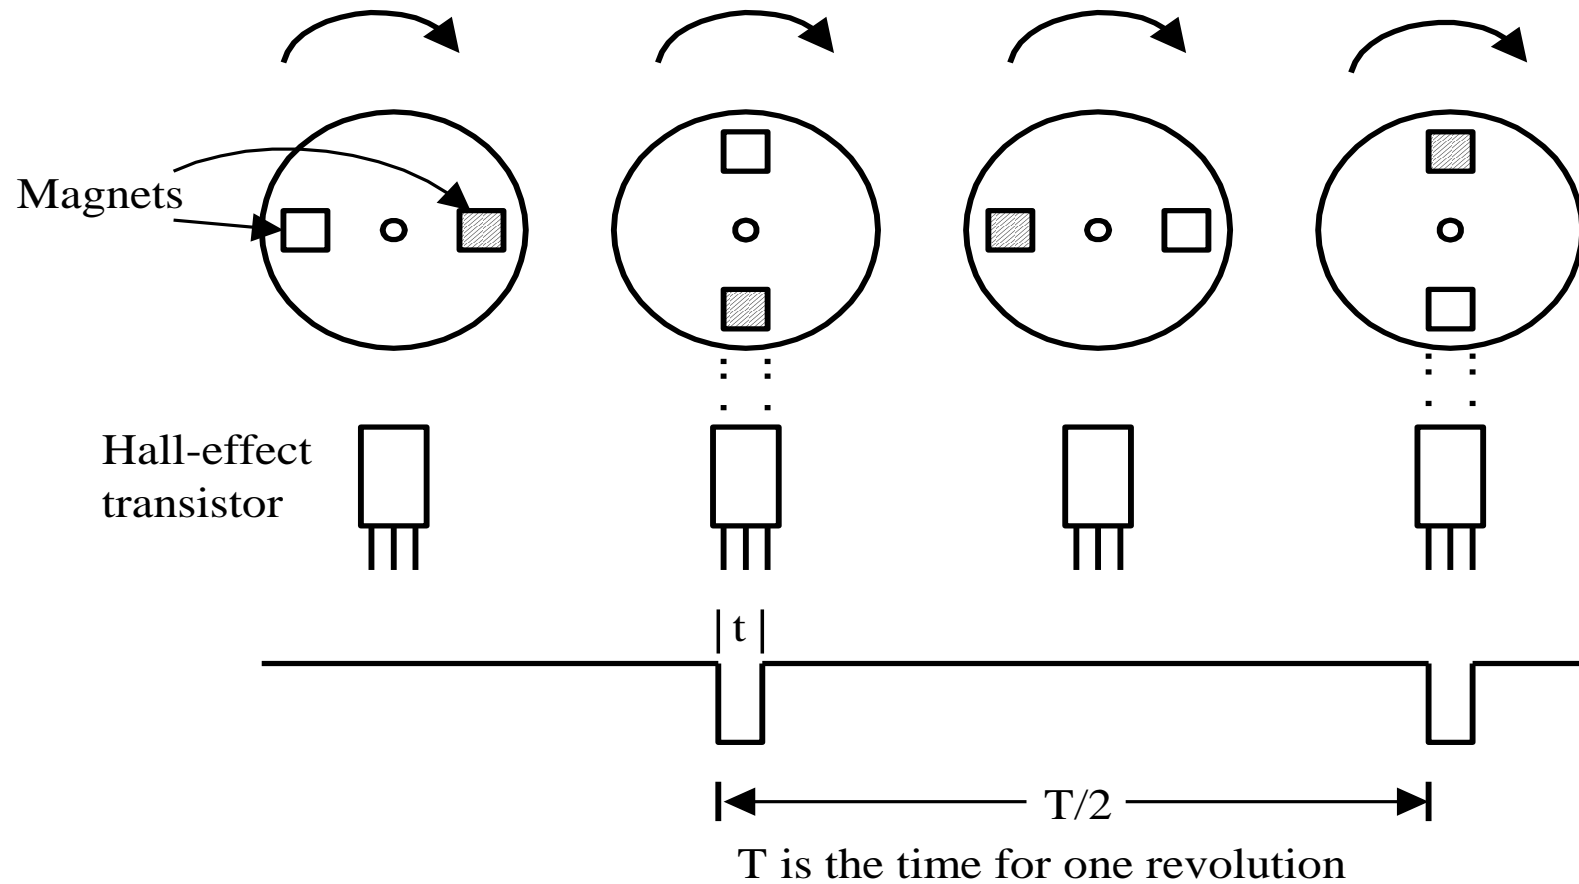 Magnets
Hall-effect
transistor
t
T/2
T is the time for one revolution